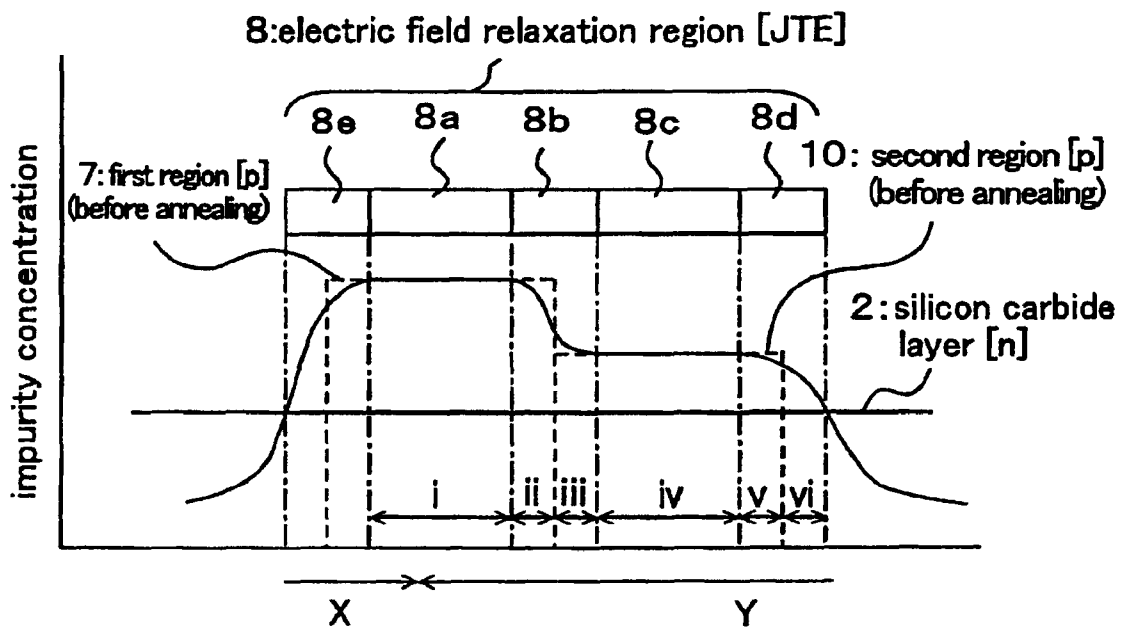 8:electric field relaxation region [JTE]
8e 8a 8b 8c 8d
7:first region [p]
(before annealing)
10: second region [p]
(before annealing)
2:silicon carbide
layer [n]
impurity concentration
i ii iii iv v vi
X Y